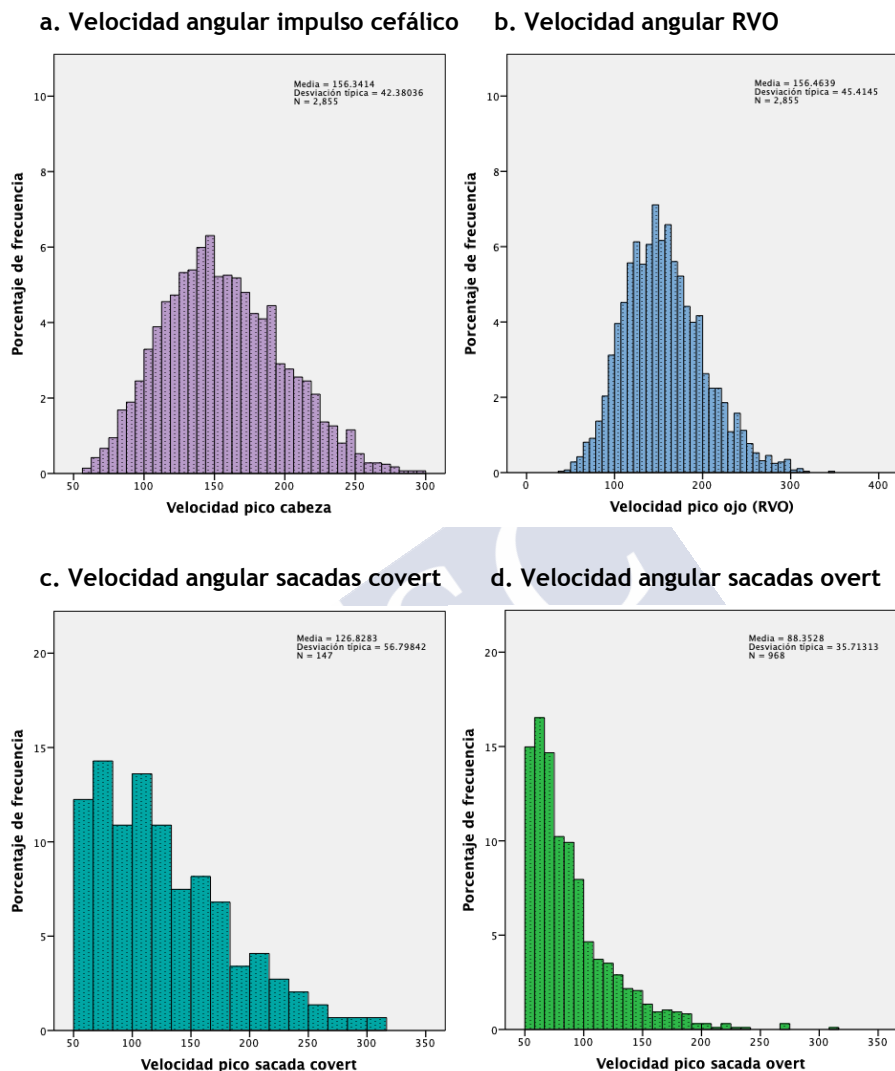 a. Velocidad angular impulso cefálico
Media = 156.3414
Desviación típica = 42.38036
N = 2,855
Porcentaje de frecuencia
10
8
6
4
2
0
50 100 150 200 250 300
Velocidad pico cabeza
b. Velocidad angular RVO
Media = 156.4639
Desviación típica = 45.4145
N = 2,855
Porcentaje de frecuencia
10
8
6
4
2
0
0 100 200 300 400
Velocidad pico ojo (RVO)
c. Velocidad angular sacadas covert
Media = 126.8283
Desviación típica = 56.79842
N = 147
Porcentaje de frecuencia
20
15
10
5
0
50 100 150 200 250 300 350
Velocidad pico sacada covert
d. Velocidad angular sacadas overt
Media = 88.3528
Desviación típica = 35.71313
N = 968
Porcentaje de frecuencia
20
15
10
5
0
50 100 150 200 250 300 350
Velocidad pico sacada overt